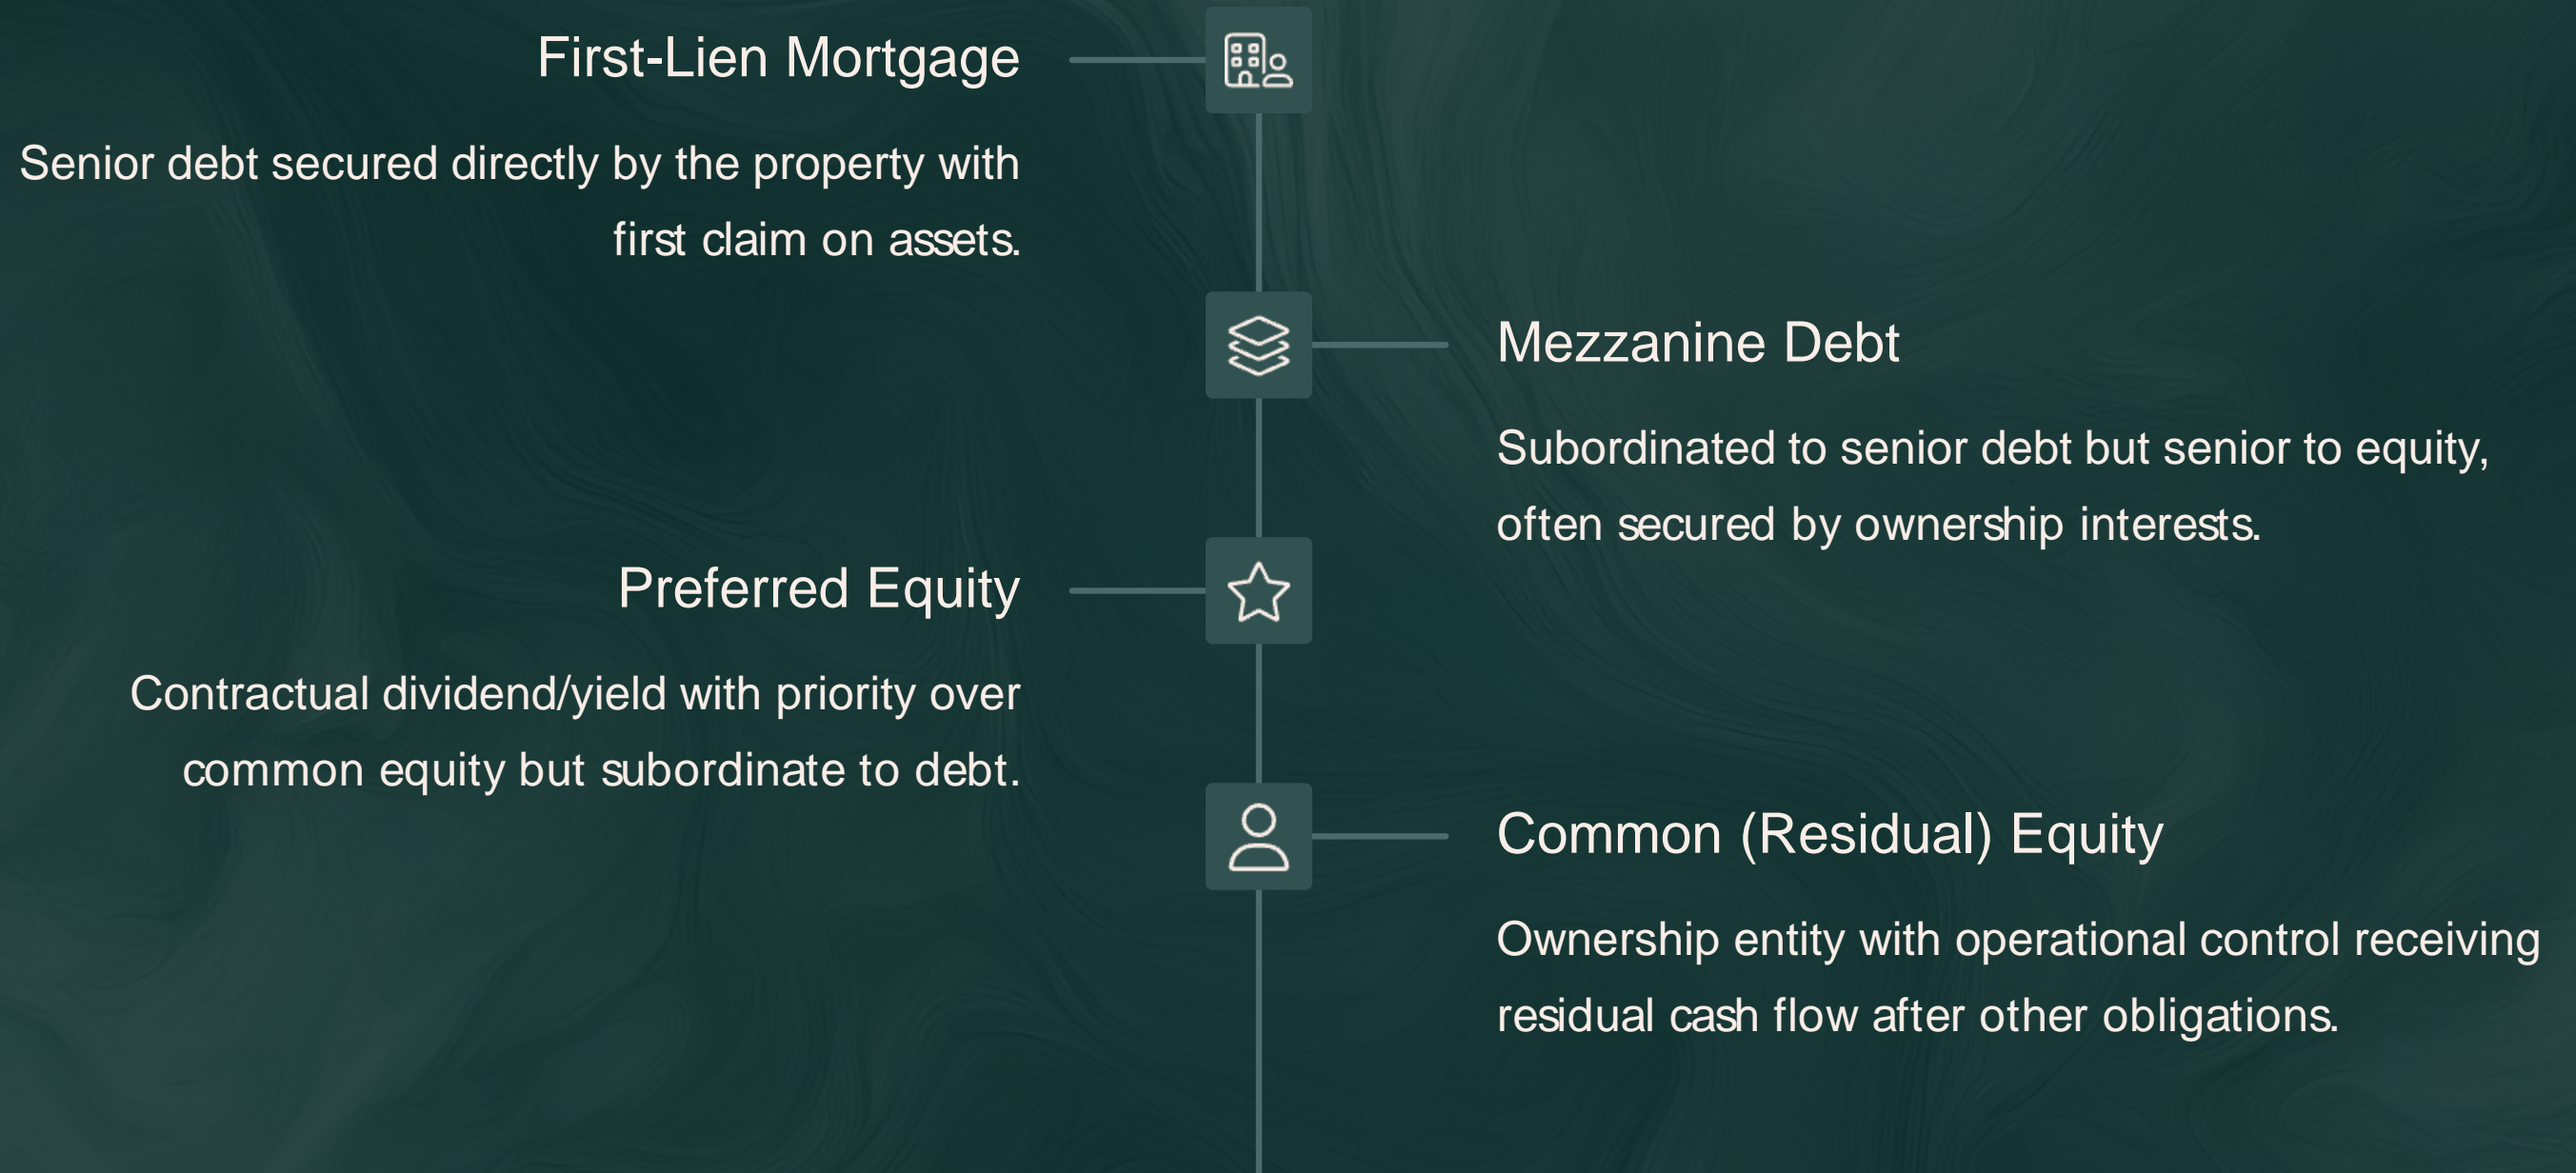 First-Lien Mortgage
Senior debt secured directly by the property with
first claim on assets.
Mezzanine Debt
Subordinated to senior debt but senior to equity,
often secured by ownership interests.
Preferred Equity
Contractual dividend/yield with priority over
common equity but subordinate to debt.
Common (Residual) Equity
Ownership entity with operational control receiving
residual cash flow after other obligations.